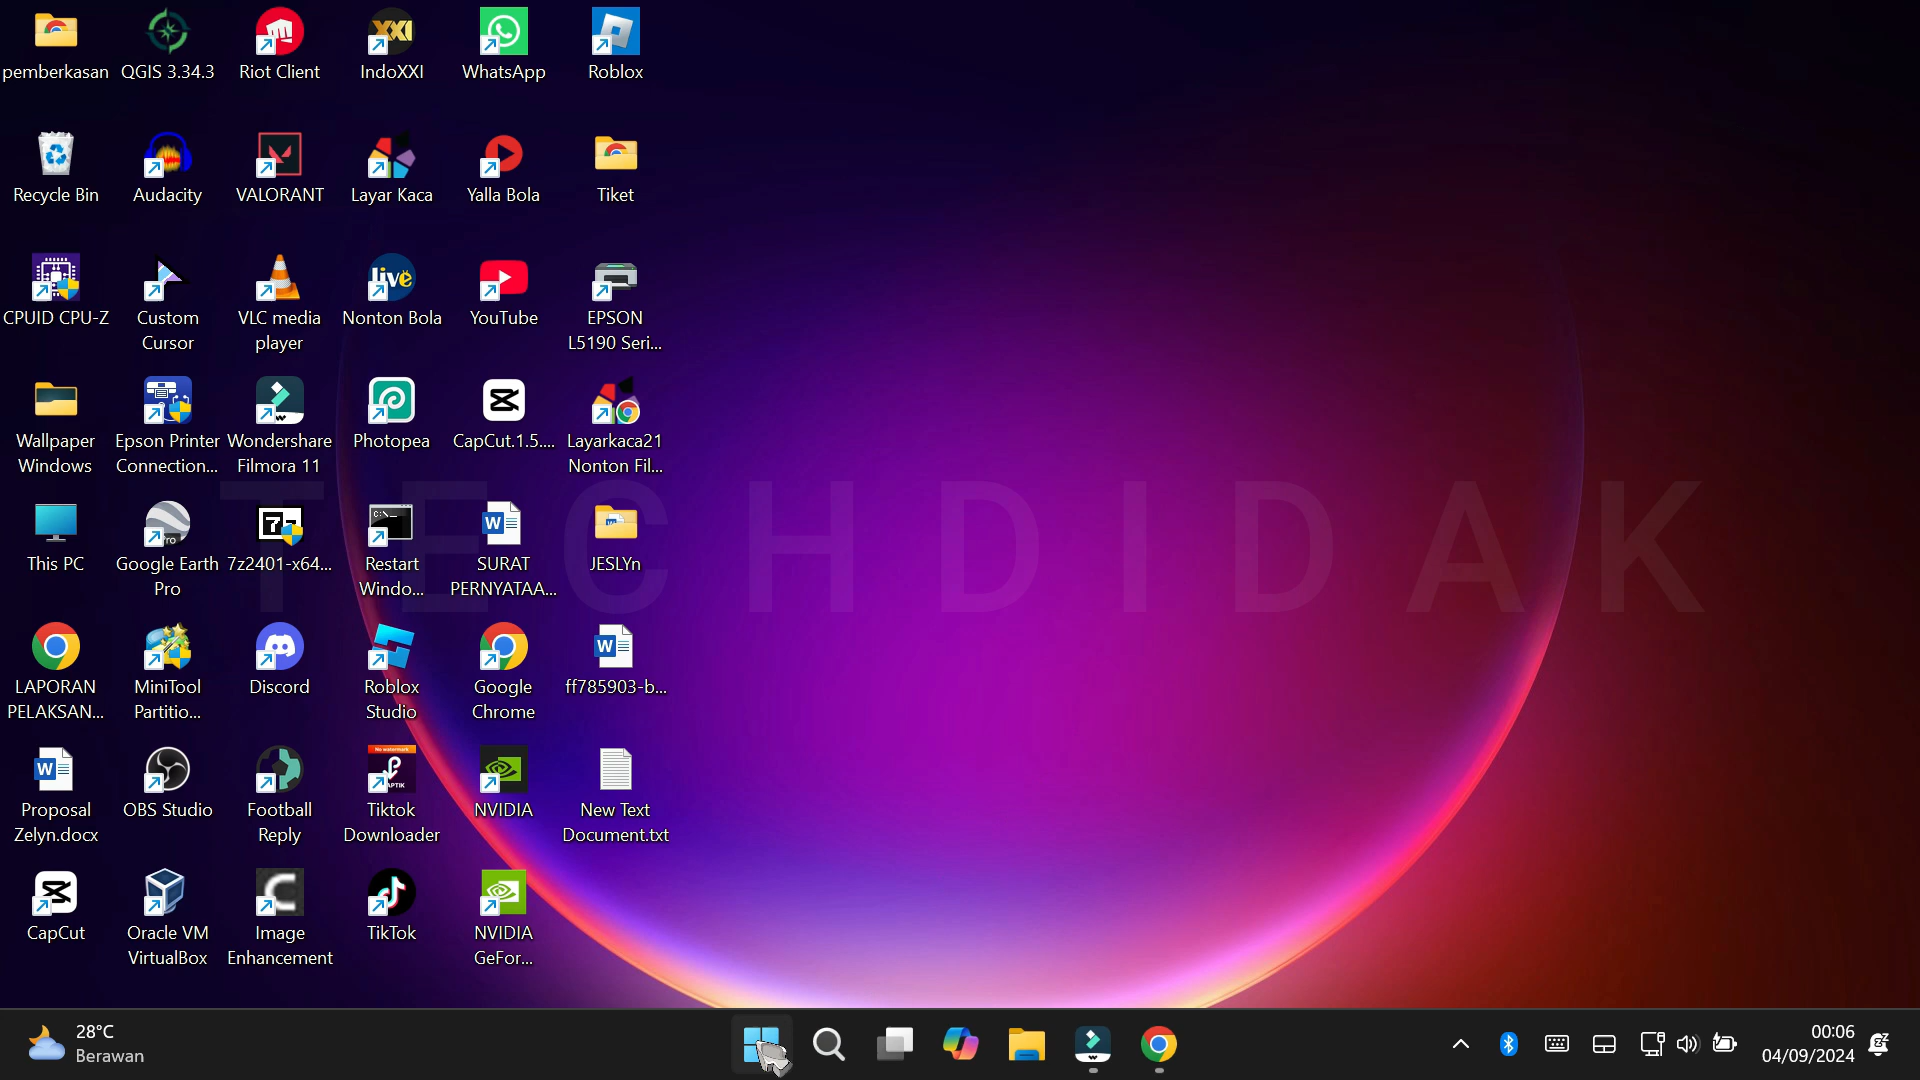 pemberkasan
QGIS 3.34.3
Riot Client
IndoXXI
WhatsApp
Roblox
Recycle Bin
Audacity
VALORANT
Layar Kaca
Yalla Bola
Tiket
CPUID CPU-Z
Custom
Cursor
VLC media
player
Nonton Bola
YouTube
EPSON
L5190 Seri...
Wallpaper
Windows
Epson Printer
Connection...
Wondershare
Filmora 11
Photopea
CapCut.1.5....
Layarkaca21
Nonton Fil...
TECHDIDAK
This PC
Google Earth
Pro
7z2401-x64...
Restart
Windo...
SURAT
PERNYATAA...
JESLYn
LAPORAN
PELAKSAN...
MiniTool
Partitio...
Discord
Roblox
Studio
Google
Chrome
ff785903-b...
Proposal
Zelyn.docx
OBS Studio
Football
Reply
Tiktok
Downloader
NVIDIA
New Text
Document.txt
CapCut
Oracle VM
VirtualBox
Image
Enhancement
TikTok
NVIDIA
GeFor...
28°C
Berawan
00:06
04/09/2024